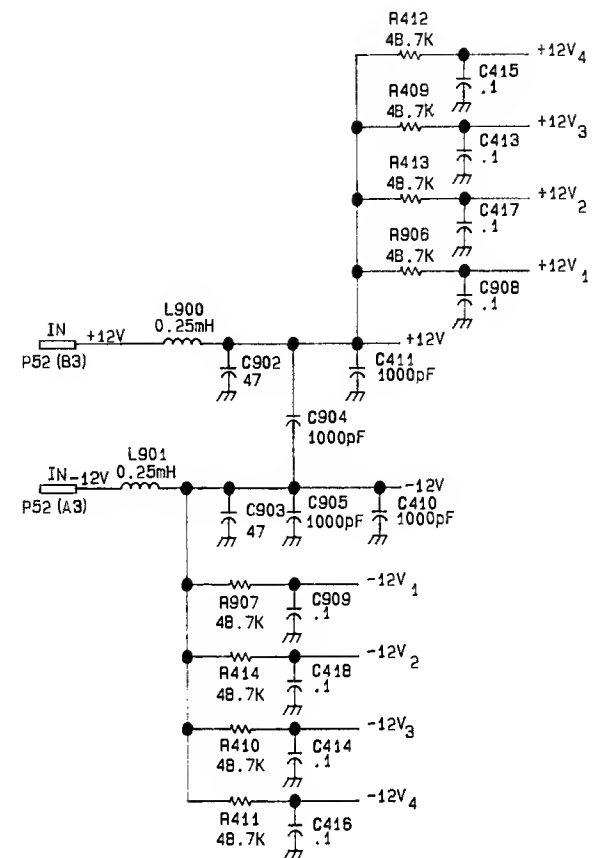 R412
48.7K
+12V4
C415
.1
R409
48.7K
+12V3
C413
.1
R413
48.7K
+12V2
C417
.1
R906
48.7K
+12V1
C908
.1
L900
0.25mH
IN
+12V
P52 (B3)
+12V
C902
47
C411
1000pF
C904
1000pF
L901
0.25mH
IN
-12V
P52 (A3)
-12V
C903
47
C905
1000pF
C410
1000pF
-12V1
R907
48.7K
C909
.1
-12V2
R414
48.7K
C418
.1
-12V3
R410
48.7K
C414
.1
-12V4
R411
48.7K
C416
.1